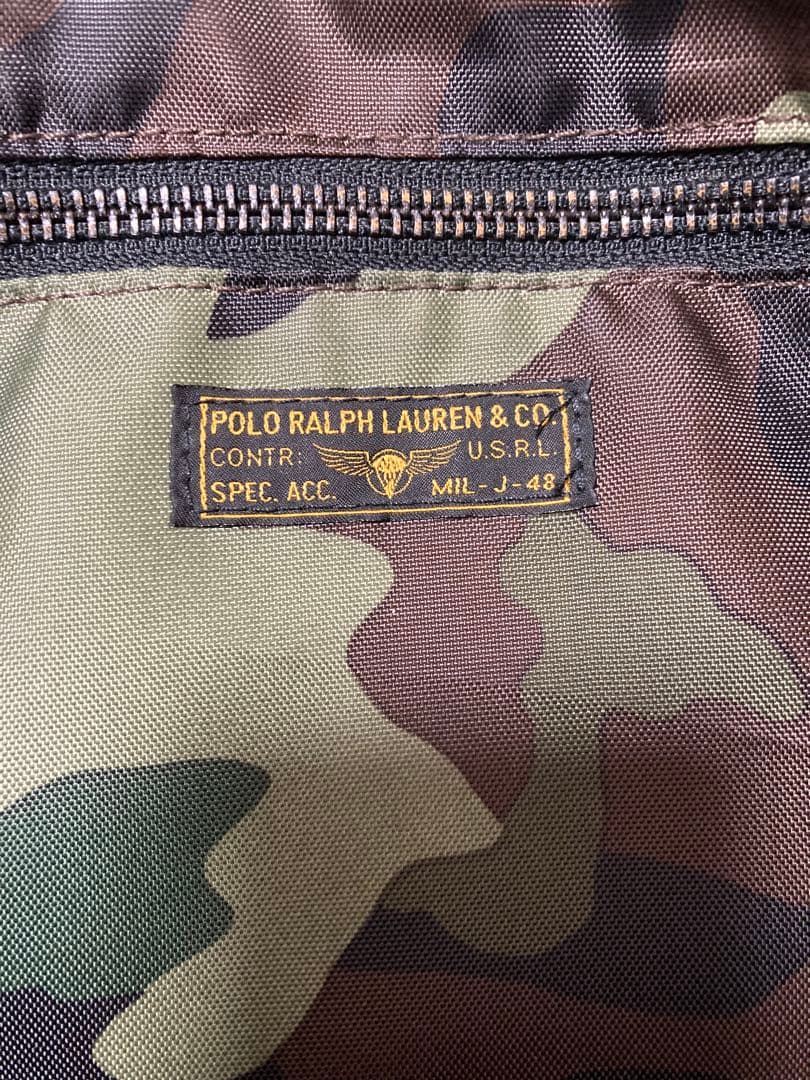 POLO RALPH LAUREN & CO.
CONTR: U.S.R.L.
SPEC. ACC. MIL-J-48